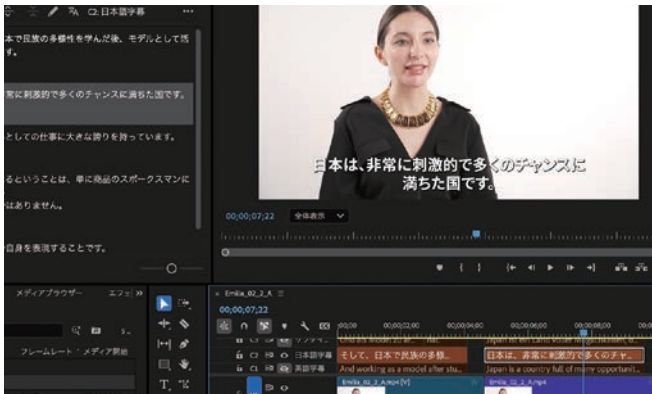 日本語字幕
本で民族の多様性を学んだ後、モデルとして活
す。
常に刺激的で多くのチャンスに満ちた国です。
としての仕事に大きな誇りを持っています。
るということは、単に商品のスポークスマンに
はありません。
自身を表現することです。
日本は、非常に刺激的で多くのチャンスに
満ちた国です。
00;00;07;22
全体表示
メディアブラウザー
エフェ
フレームレート
メディア開始
Emilia_02_2_A
00;00;07;22
;00;00
00;00;02;00
00;00;04;00
00;00;06;00
00;00;08;00
C1
日本語字幕
そして、日本で民族の多様...
日本は、非常に刺激的で多くのチャ...
C1
英語字幕
And working as a model after stu...
Japan is a country full of many opportunit...
Emilia_02_2_A.mp4 [V]
Emilia_02_2_A.mp4